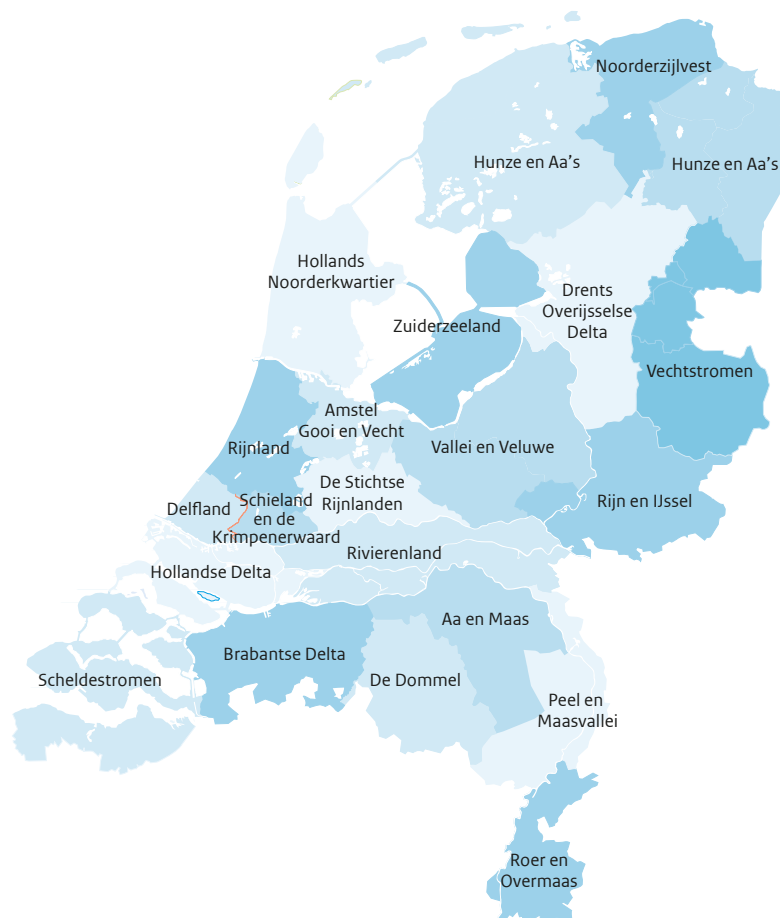 Noorderzijlvest
Hunze en Aa’s
Hunze en Aa’s
Hollands
Noorderkwartier
Drents
Overijsselse
Delta
Zuiderzeeland
Vechtstromen
Amstel
Gooi en Vecht
Rijnland
Vallei en Veluwe
De Stichtse
Rijnlanden
Rijn en IJssel
Delfland
Schieland
en de
Krimpenerwaard
Rivierenland
Hollandse Delta
Aa en Maas
Brabantse Delta
De Dommel
Scheldestromen
Peel en
Maasvallei
Roer en
Overmaas